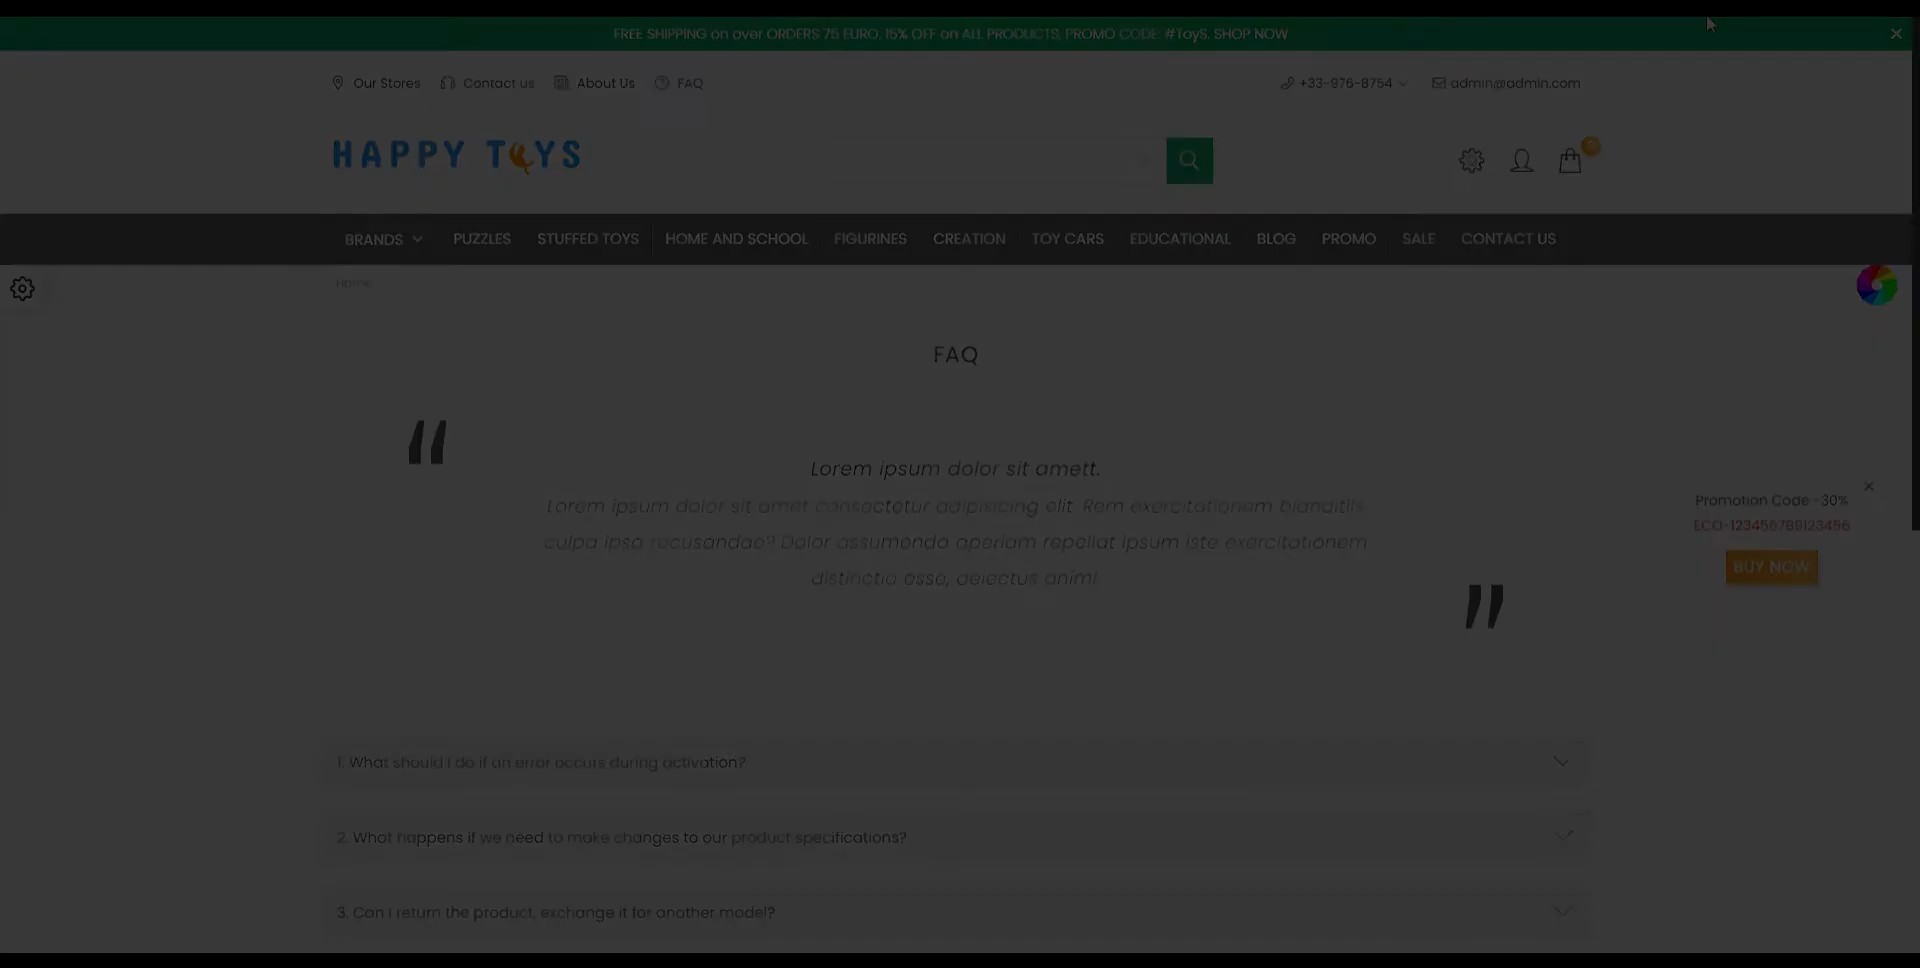 FREE SHIPPING on over ORDERS 75 EURO, 15% OFF on ALL PRODUCTS, PROMO CODE: #ToyS. SHOP NOW
Our Stores Contact us About Us FAQ +33-976-8754 admin@admin.com
HAPPY TOYS
BRANDS PUZZLES STUFFED TOYS HOME AND SCHOOL FIGURINES CREATION TOY CARS EDUCATIONAL BLOG PROMO SALE CONTACT US
Home
FAQ
Lorem ipsum dolor sit amett.
Lorem ipsum dolor sit amet consectetur adipisicing elit. Rem exercitationem blanditiis
culpa ipsa recusandae? Dolor assumenda aperiam repellat ipsum iste exercitationem
distinctio esse, delectus animi
Promotion Code -30%
ECO-123456789123456
BUY NOW
1. What should I do if an error occurs during activation?
2. What happens if we need to make changes to our product specifications?
3. Can I return the product, exchange it for another model?